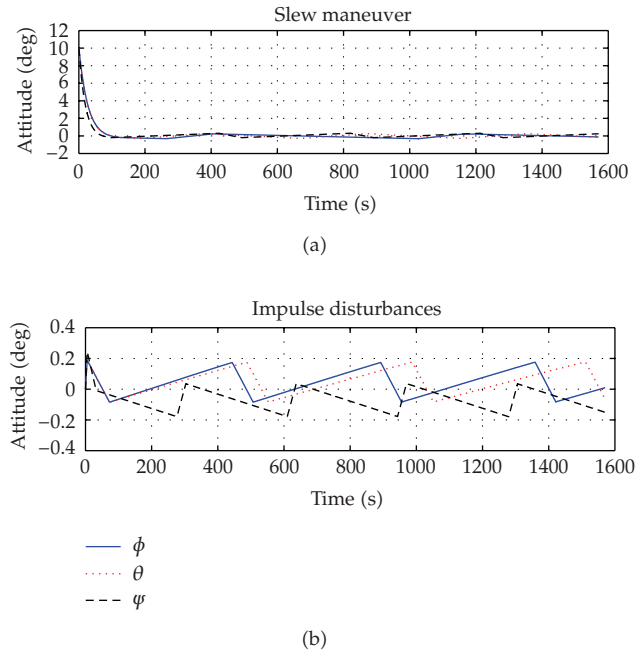 Slew maneuver
12
10
8
6
4
2
0
−2
Attitude (deg)
0 200 400 600 800 1000 1200 1400 1600
Time (s)
(a)
Impulse disturbances
0.4
0.2
0
−0.2
−0.4
Attitude (deg)
0 200 400 600 800 1000 1200 1400 1600
Time (s)
ϕ
θ
ψ
(b)